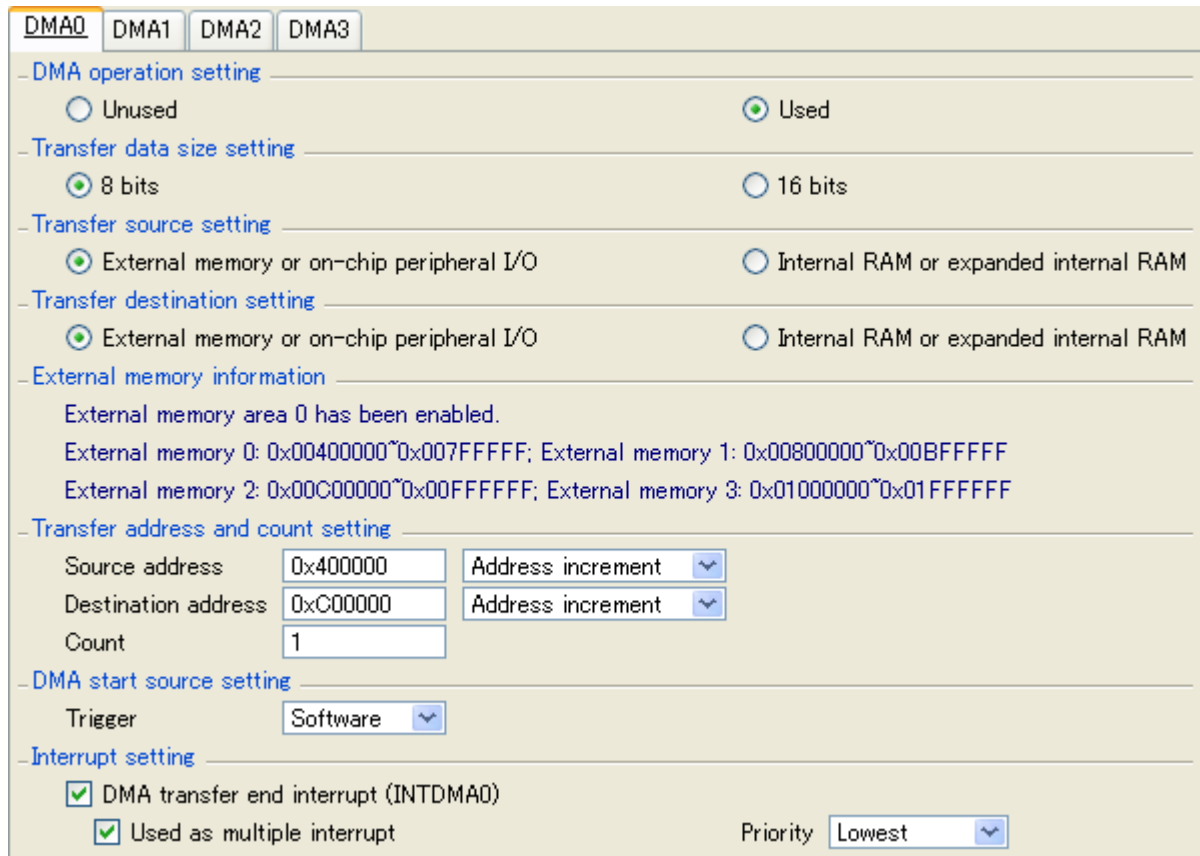 DMA0 DMA1 DMA2 DMA3
DMA operation setting
Unused Used
Transfer data size setting
8 bits 16 bits
Transfer source setting
External memory or on-chip peripheral I/O Internal RAM or expanded internal RAM
Transfer destination setting
External memory or on-chip peripheral I/O Internal RAM or expanded internal RAM
External memory information
External memory area 0 has been enabled.
External memory 0: 0x00400000~0x007FFFFF; External memory 1: 0x00800000~0x00BFFFFF
External memory 2: 0x00C00000~0x00FFFFFF; External memory 3: 0x01000000~0x01FFFFFF
Transfer address and count setting
Source address 0x400000 Address increment
Destination address 0xC00000 Address increment
Count 1
DMA start source setting
Trigger Software
Interrupt setting
DMA transfer end interrupt (INTDMA0)
Used as multiple interrupt Priority Lowest